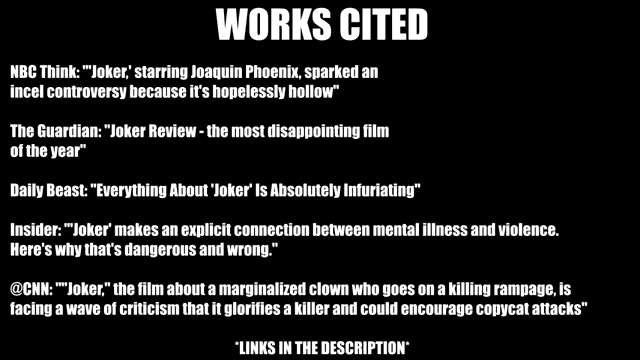 WORKS CITED
NBC Think: "'Joker,' starring Joaquin Phoenix, sparked an
incel controversy because it's hopelessly hollow"
The Guardian: "Joker Review - the most disappointing film
of the year"
Daily Beast: "Everything About 'Joker' Is Absolutely Infuriating"
Insider: "'Joker' makes an explicit connection between mental illness and violence.
Here's why that's dangerous and wrong."
@CNN: ""Joker," the film about a marginalized clown who goes on a killing rampage, is
facing a wave of criticism that it glorifies a killer and could encourage copycat attacks"
*LINKS IN THE DESCRIPTION*